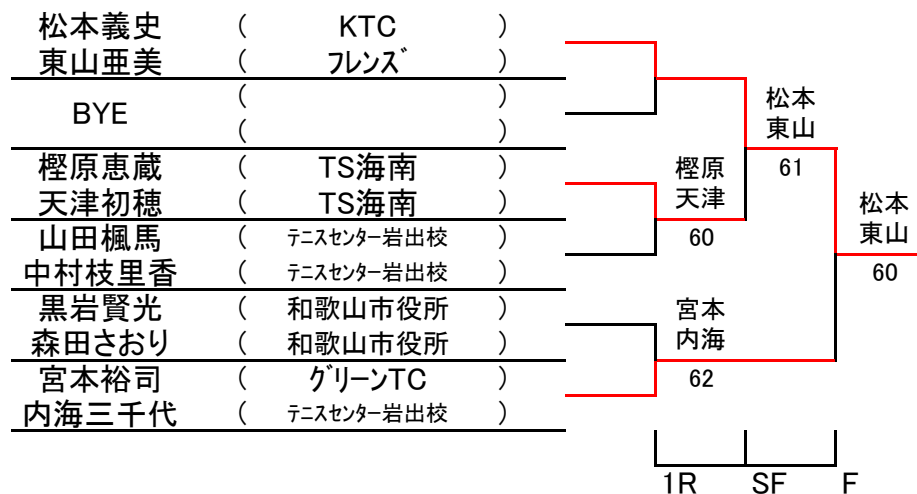 松本義史 ( KTC )
東山亜美 ( フレンズ )
BYE ( )
( )
樫原恵蔵 ( TS海南 )
天津初穂 ( TS海南 )
山田楓馬 ( テニスセンター岩出校 )
中村枝里香 ( テニスセンター岩出校 )
黒岩賢光 ( 和歌山市役所 )
森田さおり ( 和歌山市役所 )
宮本裕司 ( グリーンTC )
内海三千代 ( テニスセンター岩出校 )
樫原
天津
60
宮本
内海
62
松本
東山
61
松本
東山
60
1R SF F